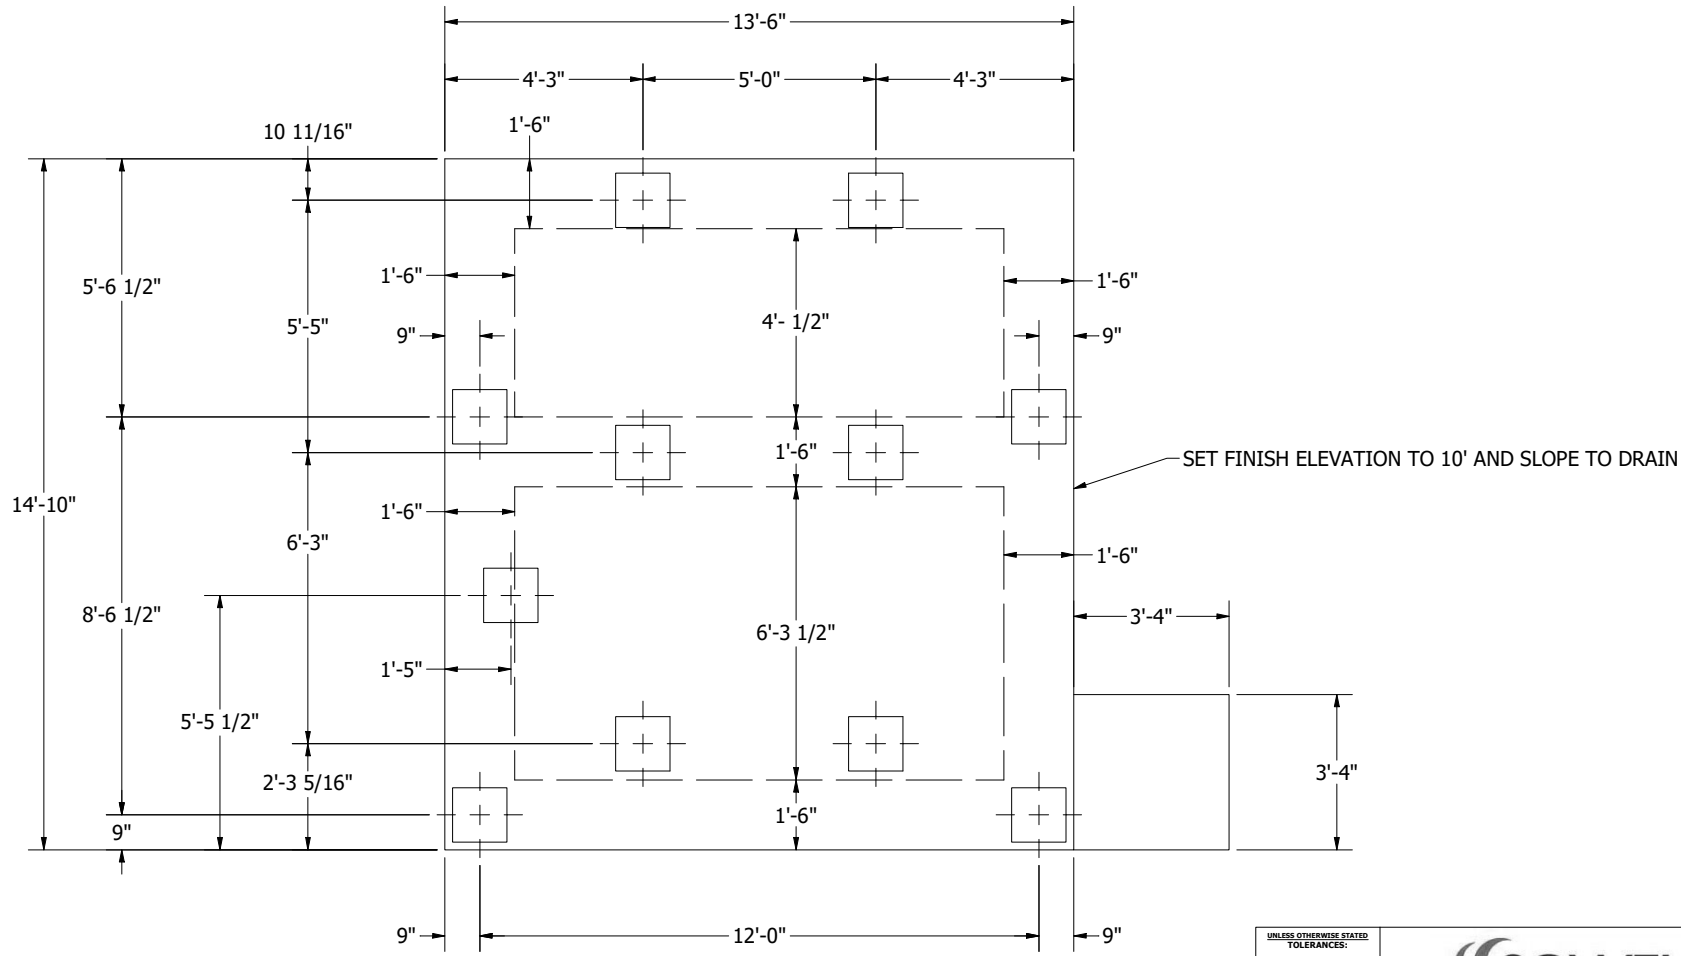 13'-6"
4'-3" 5'-0" 4'-3"
10 11/16" 1'-6"
1'-6" 1'-6"
5'-6 1/2"
5'-5" 4'- 1/2"
9" 9"
1'-6"
SET FINISH ELEVATION TO 10' AND SLOPE TO DRAIN
14'-10" 1'-6"
6'-3" 1'-6"
8'-6 1/2" 3'-4"
6'-3 1/2"
1'-5"
5'-5 1/2"
2'-3 5/16" 3'-4"
9" 1'-6"
9" 12'-0" 9"
UNLESS OTHERWISE STATED
TOLERANCES: